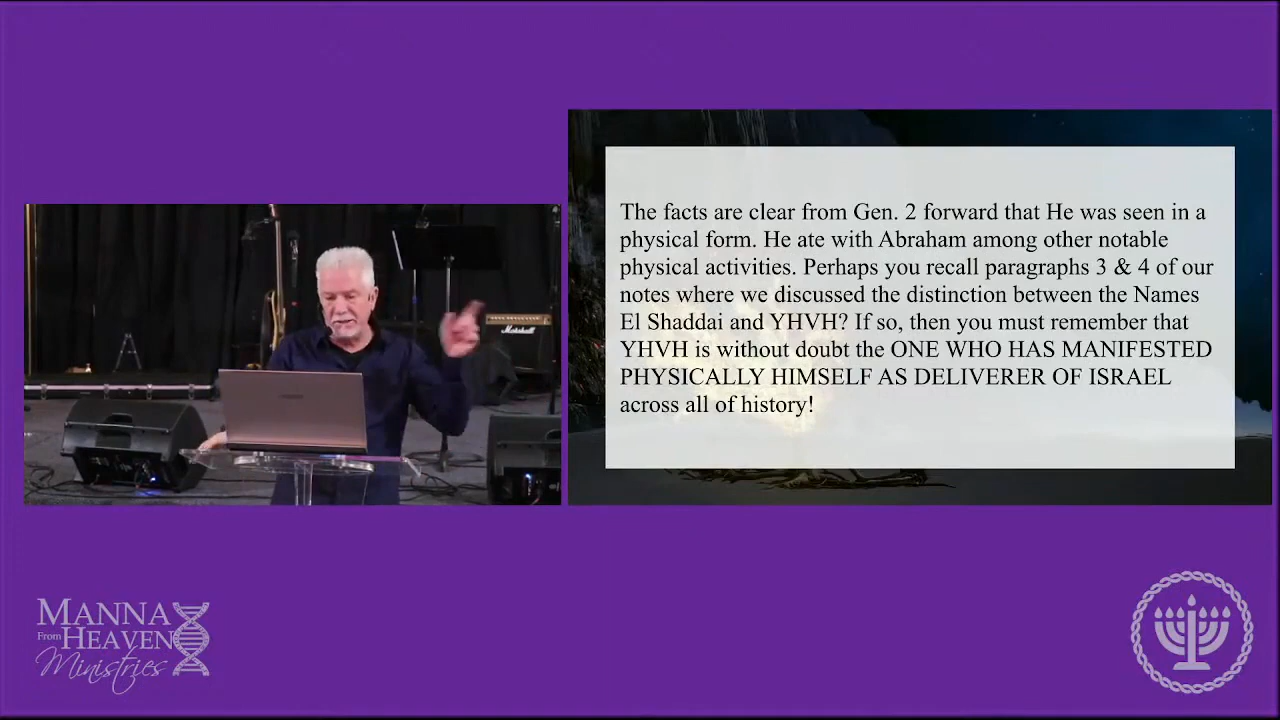 The facts are clear from Gen. 2 forward that He was seen in a
physical form. He ate with Abraham among other notable
physical activities. Perhaps you recall paragraphs 3 & 4 of our
notes where we discussed the distinction between the Names
El Shaddai and YHVH? If so, then you must remember that
YHVH is without doubt the ONE WHO HAS MANIFESTED
PHYSICALLY HIMSELF AS DELIVERER OF ISRAEL
across all of history!
Marshall
MANNA
From HEAVEN
Ministries